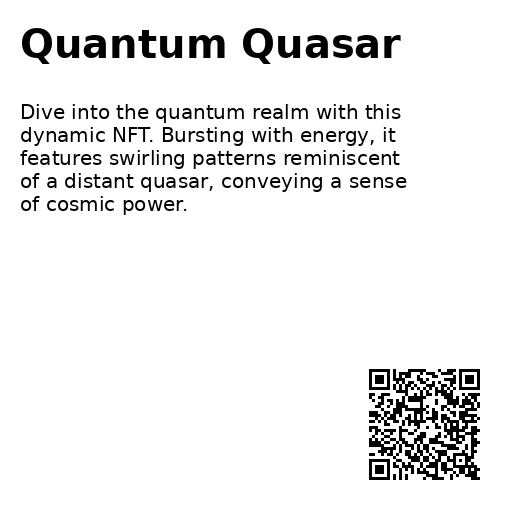 Quantum Quasar
Dive into the quantum realm with this
dynamic NFT. Bursting with energy, it
features swirling patterns reminiscent
of a distant quasar, conveying a sense
of cosmic power.